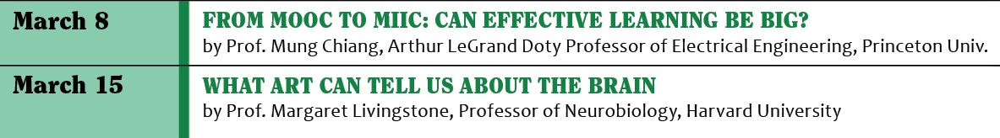 March 8
FROM MOOC TO MIIC: CAN EFFECTIVE LEARNING BE BIG?
by Prof. Mung Chiang, Arthur LeGrand Doty Professor of Electrical Engineering, Princeton Univ.
March 15
WHAT ART CAN TELL US ABOUT THE BRAIN
by Prof. Margaret Livingstone, Professor of Neurobiology, Harvard University